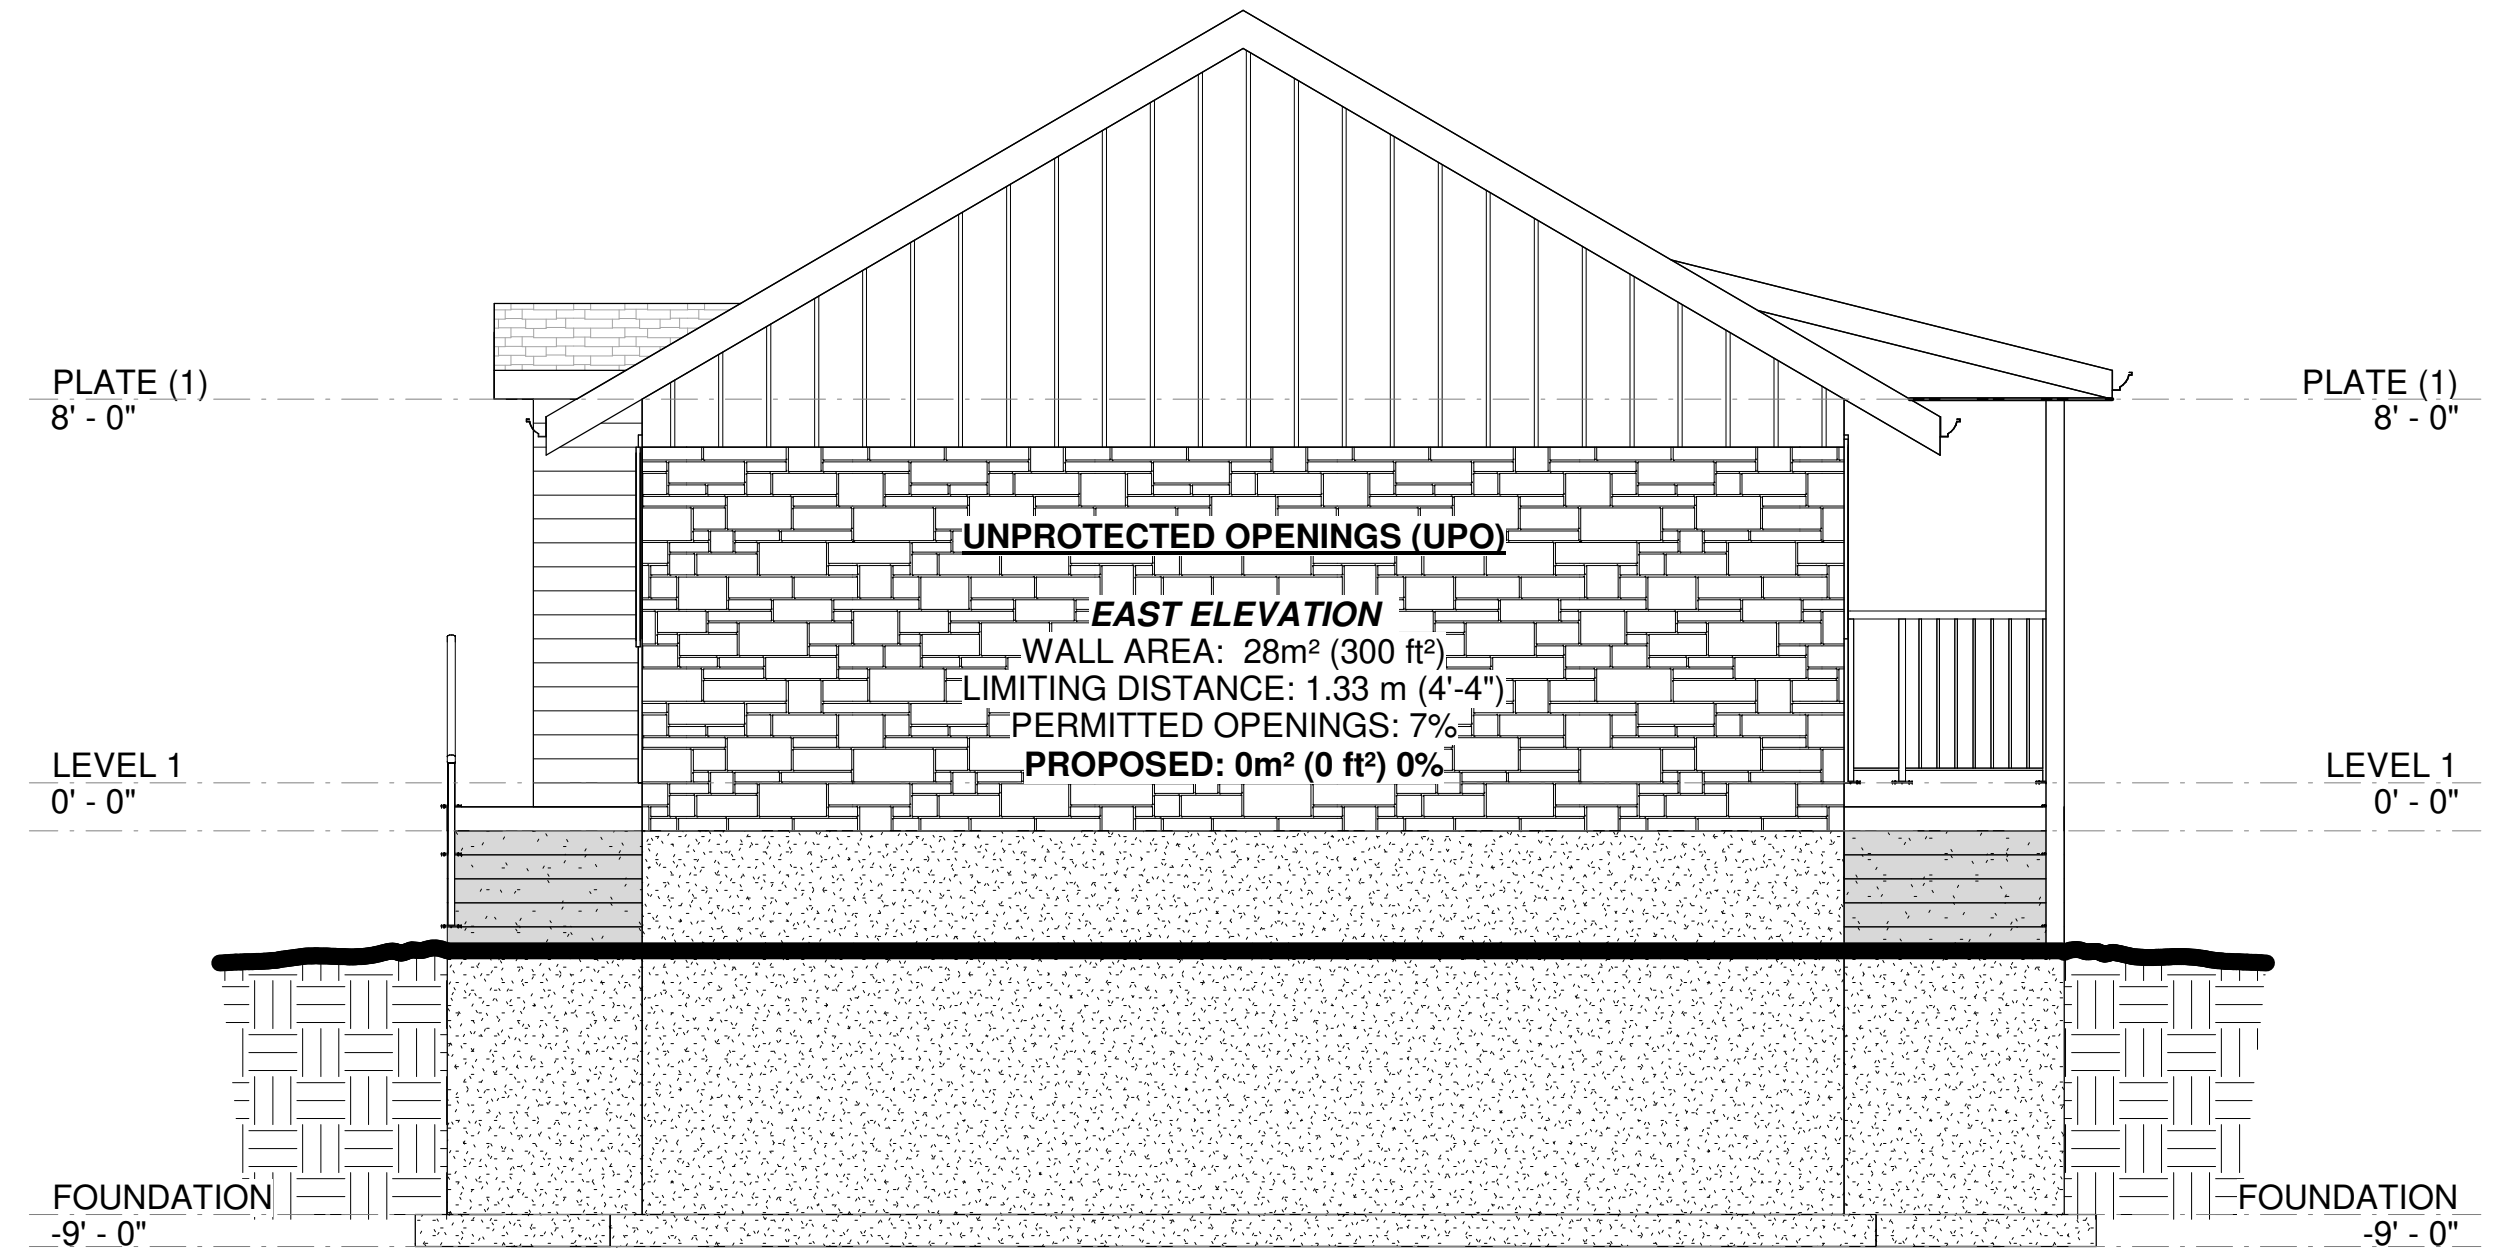 PLATE (1)
8' - 0"
PLATE (1)
8' - 0"
UNPROTECTED OPENINGS (UPO)
EAST ELEVATION
WALL AREA: 28m² (300 ft²)
LIMITING DISTANCE: 1.33 m (4'-4")
PERMITTED OPENINGS: 7%
PROPOSED: 0m² (0 ft²) 0%
LEVEL 1
0' - 0"
LEVEL 1
0' - 0"
FOUNDATION
-9' - 0"
FOUNDATION
-9' - 0"